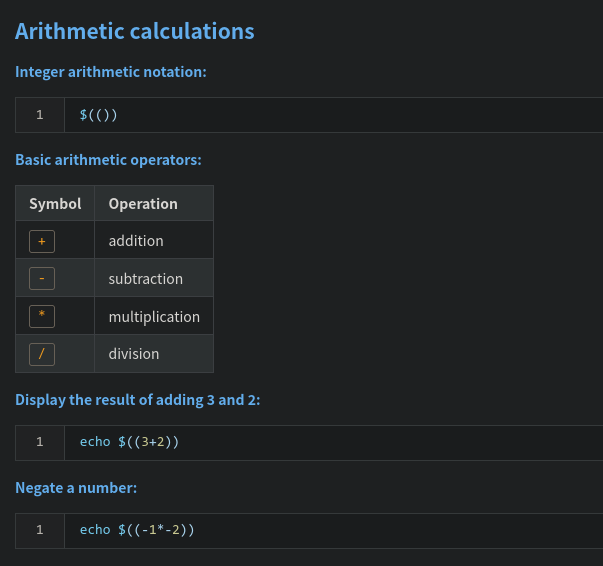 Arithmetic calculations
Integer arithmetic notation:
1 $(())
Basic arithmetic operators:
Symbol Operation
+ addition
- subtraction
* multiplication
/ division
Display the result of adding 3 and 2:
1 echo $((3+2))
Negate a number:
1 echo $((-1*-2))